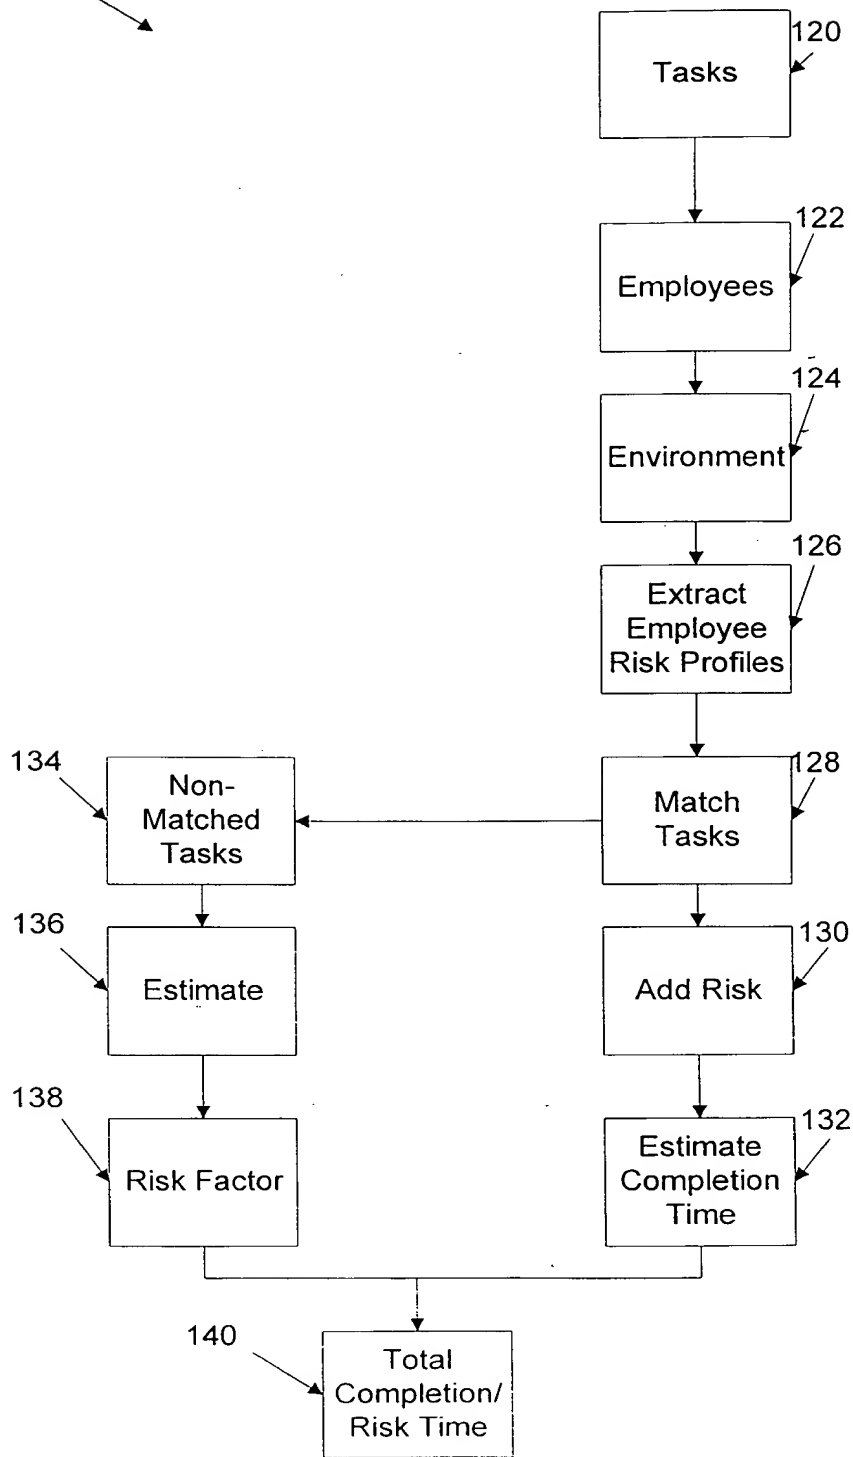 120
Tasks
122
Employees
124
Environment
126
Extract
Employee
Risk Profiles
134
Non-
Matched
Tasks
128
Match
Tasks
136
Estimate
130
Add Risk
138
Risk Factor
132
Estimate
Completion
Time
140
Total
Completion/
Risk Time